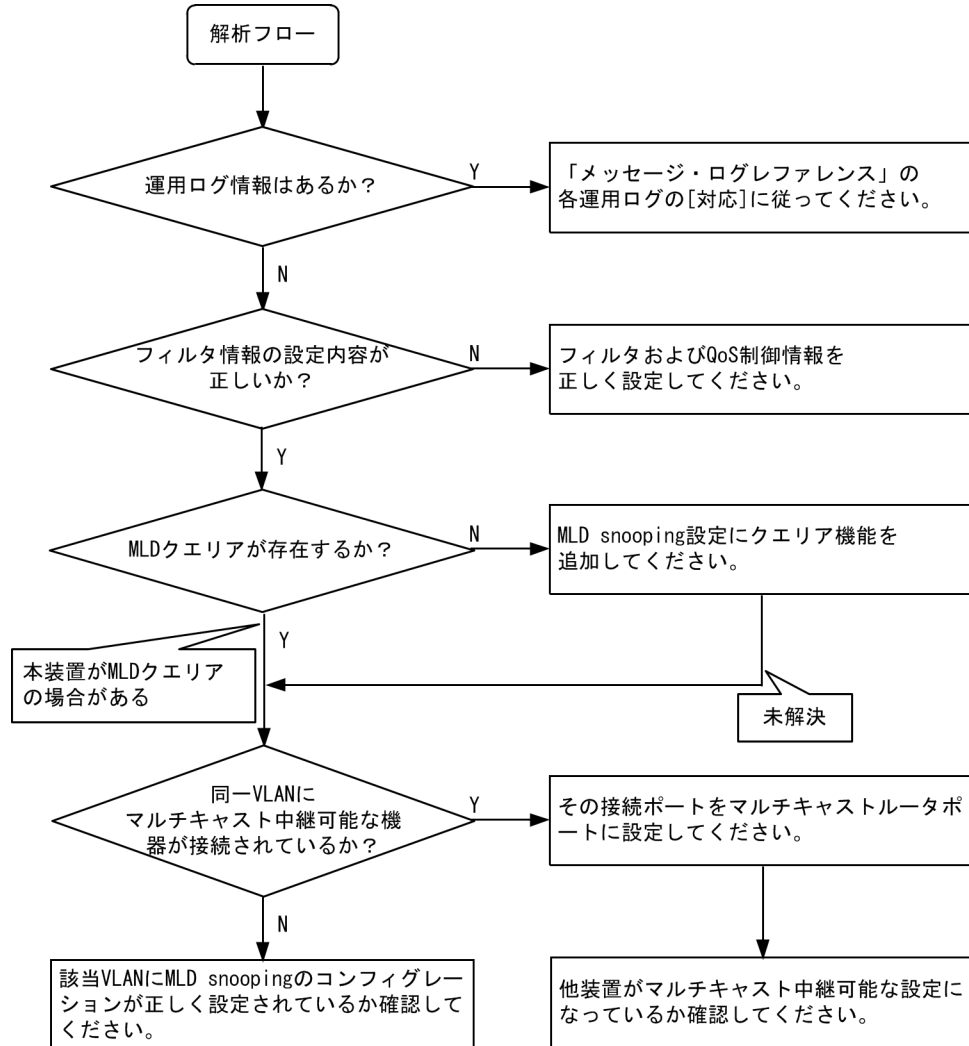 解析フロー
運用ログ情報はあるか？
Y
「メッセージ・ログレファレンス」の
各運用ログの[対応]に従ってください。
N
フィルタ情報の設定内容が
正しいか？
N
フィルタおよびQoS制御情報を
正しく設定してください。
Y
MLDクエリアが存在するか？
N
MLD snooping設定にクエリア機能を
追加してください。
Y
本装置がMLDクエリア
の場合がある
未解決
同一VLANに
マルチキャスト中継可能な機
器が接続されているか？
Y
その接続ポートをマルチキャストルータポ
ートに設定してください。
N
該当VLANにMLD snoopingのコンフィグレー
ションが正しく設定されているか確認して
ください。
他装置がマルチキャスト中継可能な設定に
なっているか確認してください。